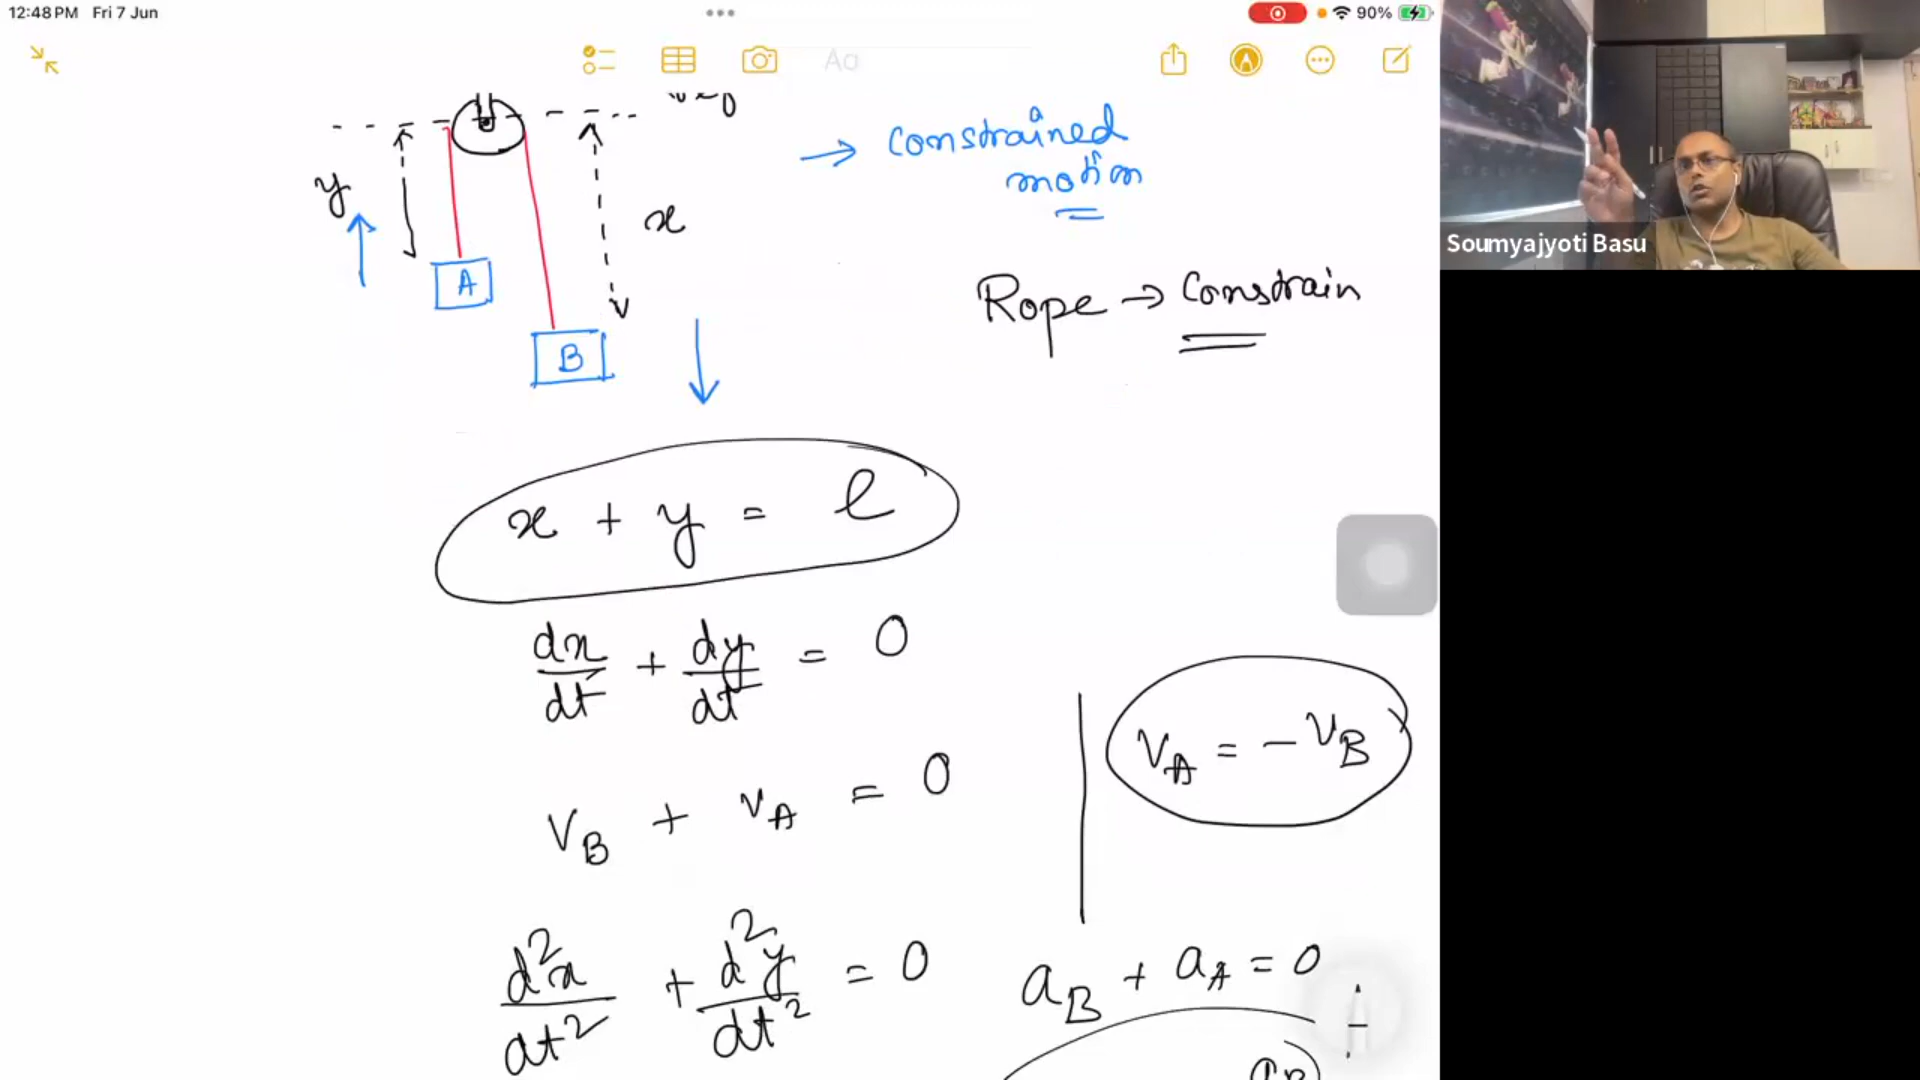 12:48 PM Fri 7 Jun
90%
Aa
Soumyajyoti Basu
→ Constrained
motion
y
x
A
B
Rope → Constrain
x + y = l
dx/dt + dy/dt = 0
VB + VA = 0
VA = - VB
d²x/dt² + d²y/dt² = 0
aB + aA = 0